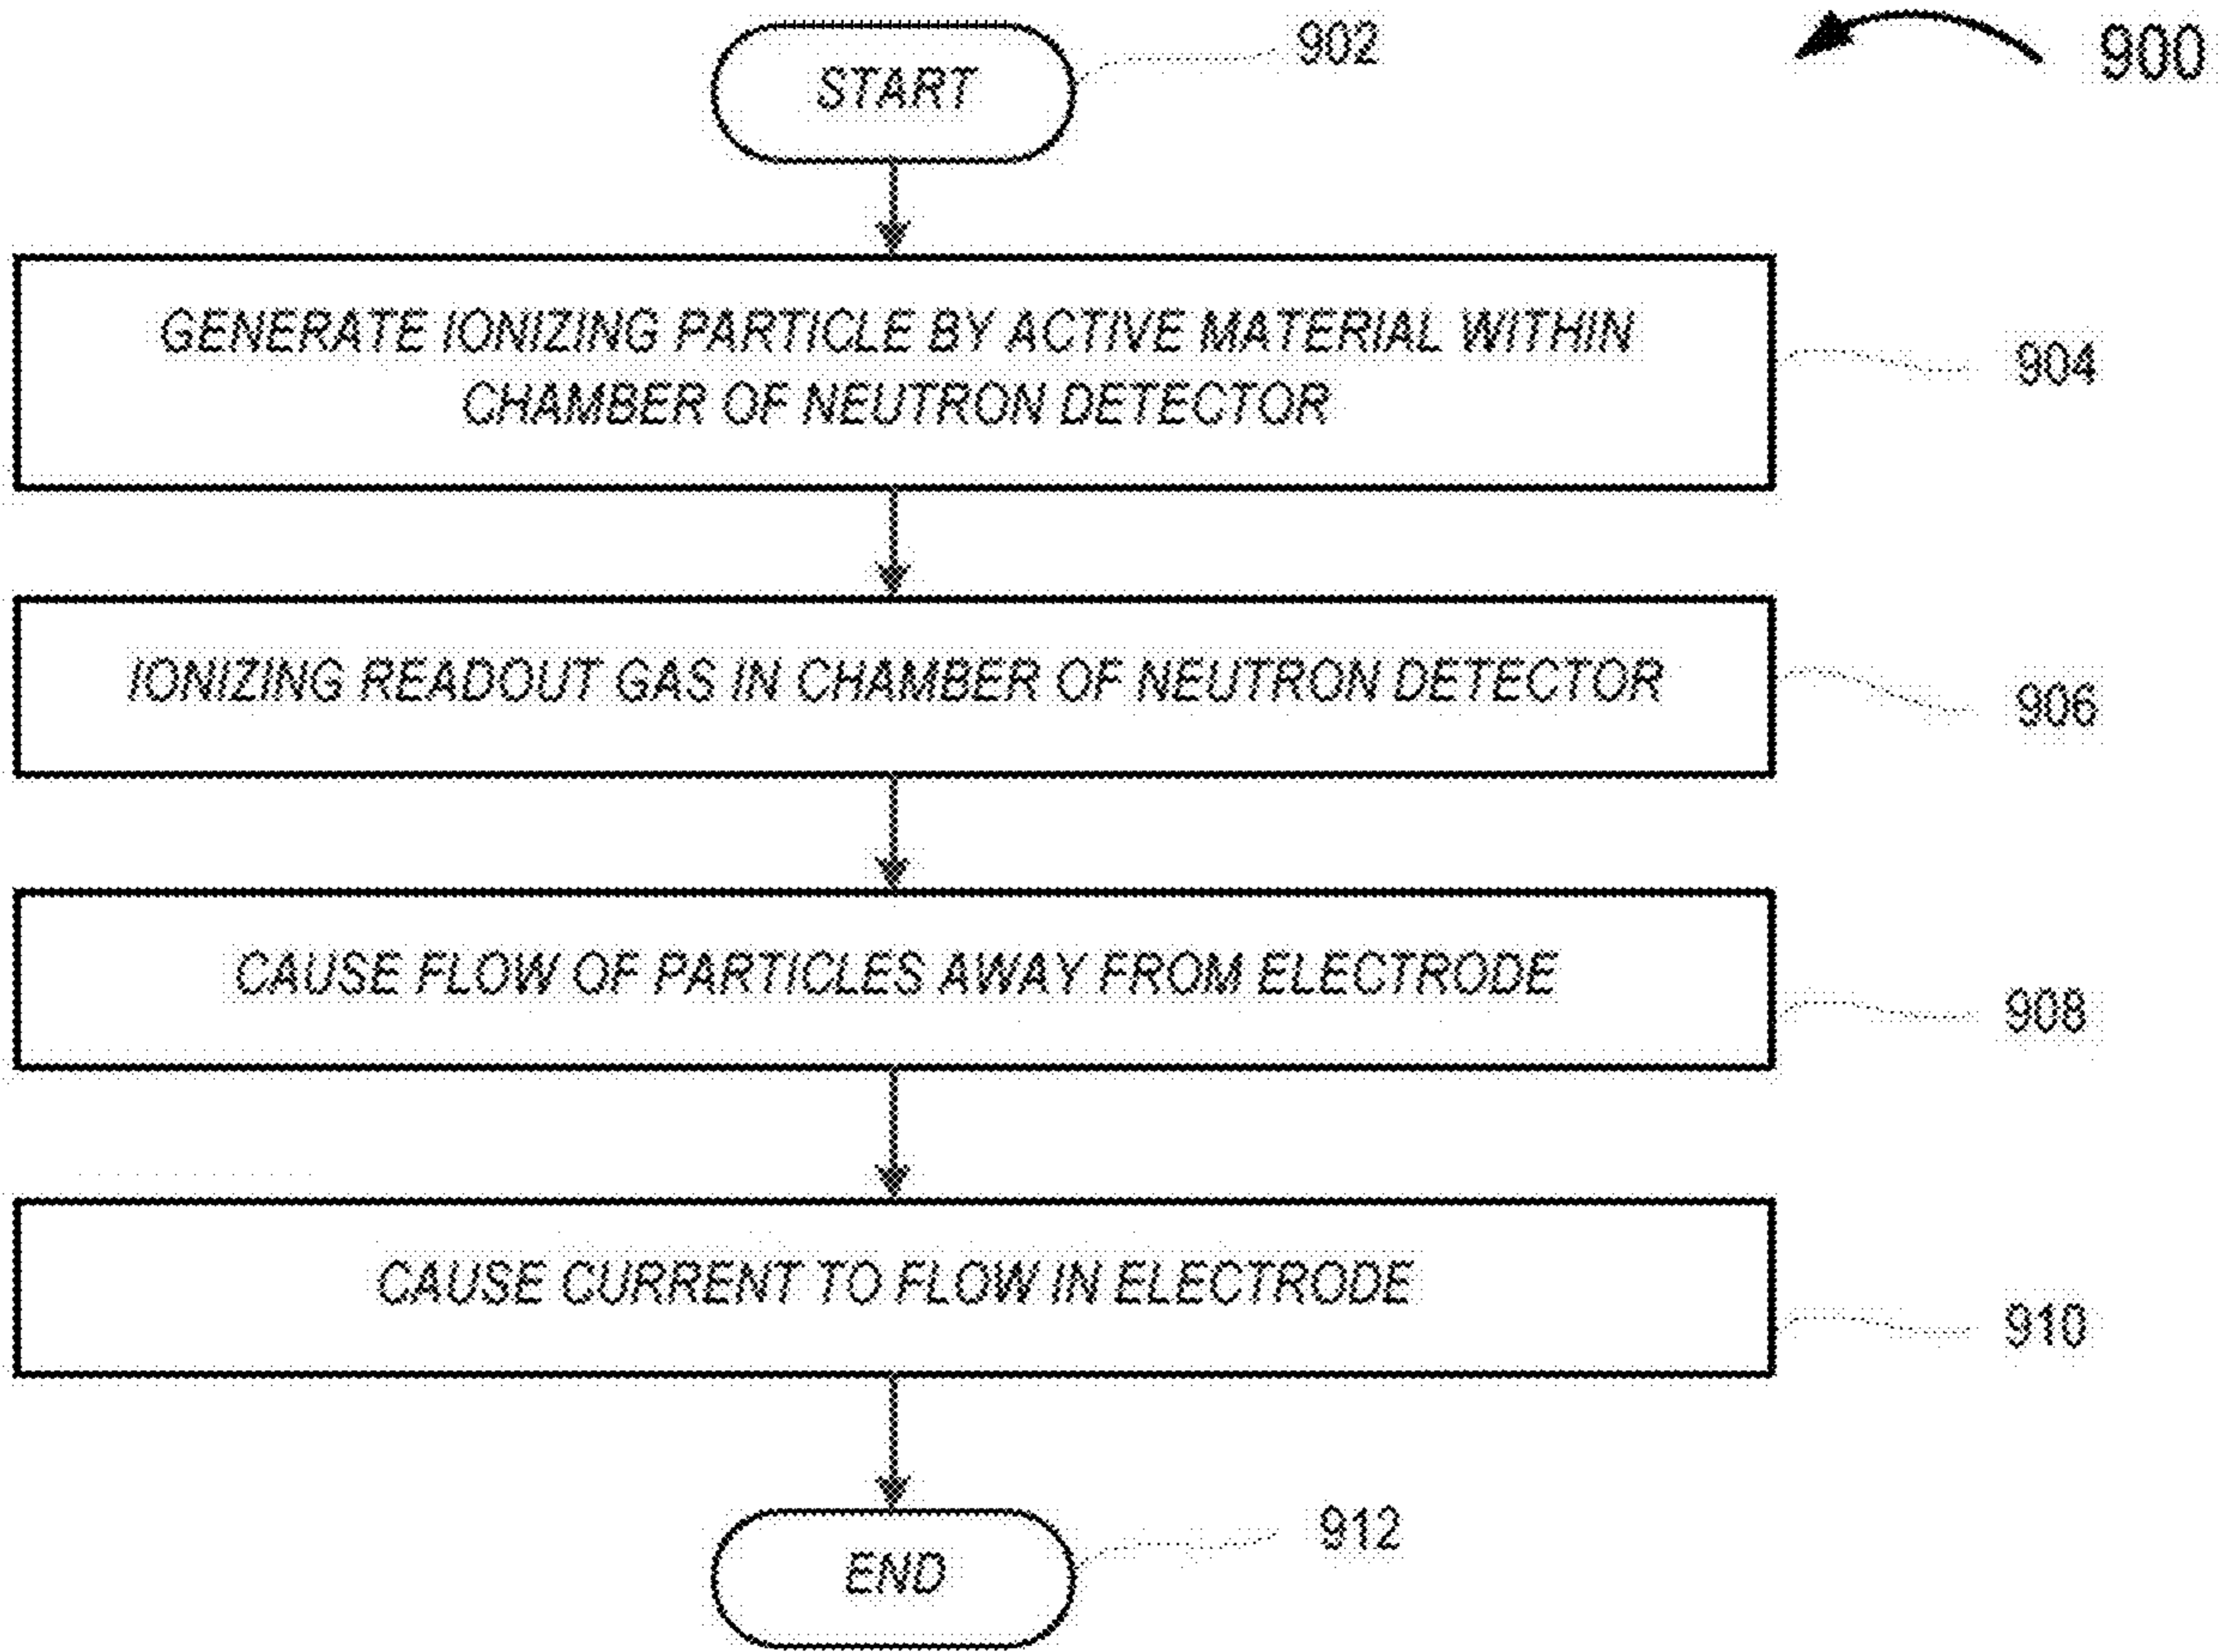 902
900
START
GENERATE IONIZING PARTICLE BY ACTIVE MATERIAL WITHIN
CHAMBER OF NEUTRON DETECTOR
904
IONIZING READOUT GAS IN CHAMBER OF NEUTRON DETECTOR
906
CAUSE FLOW OF PARTICLES AWAY FROM ELECTRODE
908
CAUSE CURRENT TO FLOW IN ELECTRODE
910
912
END